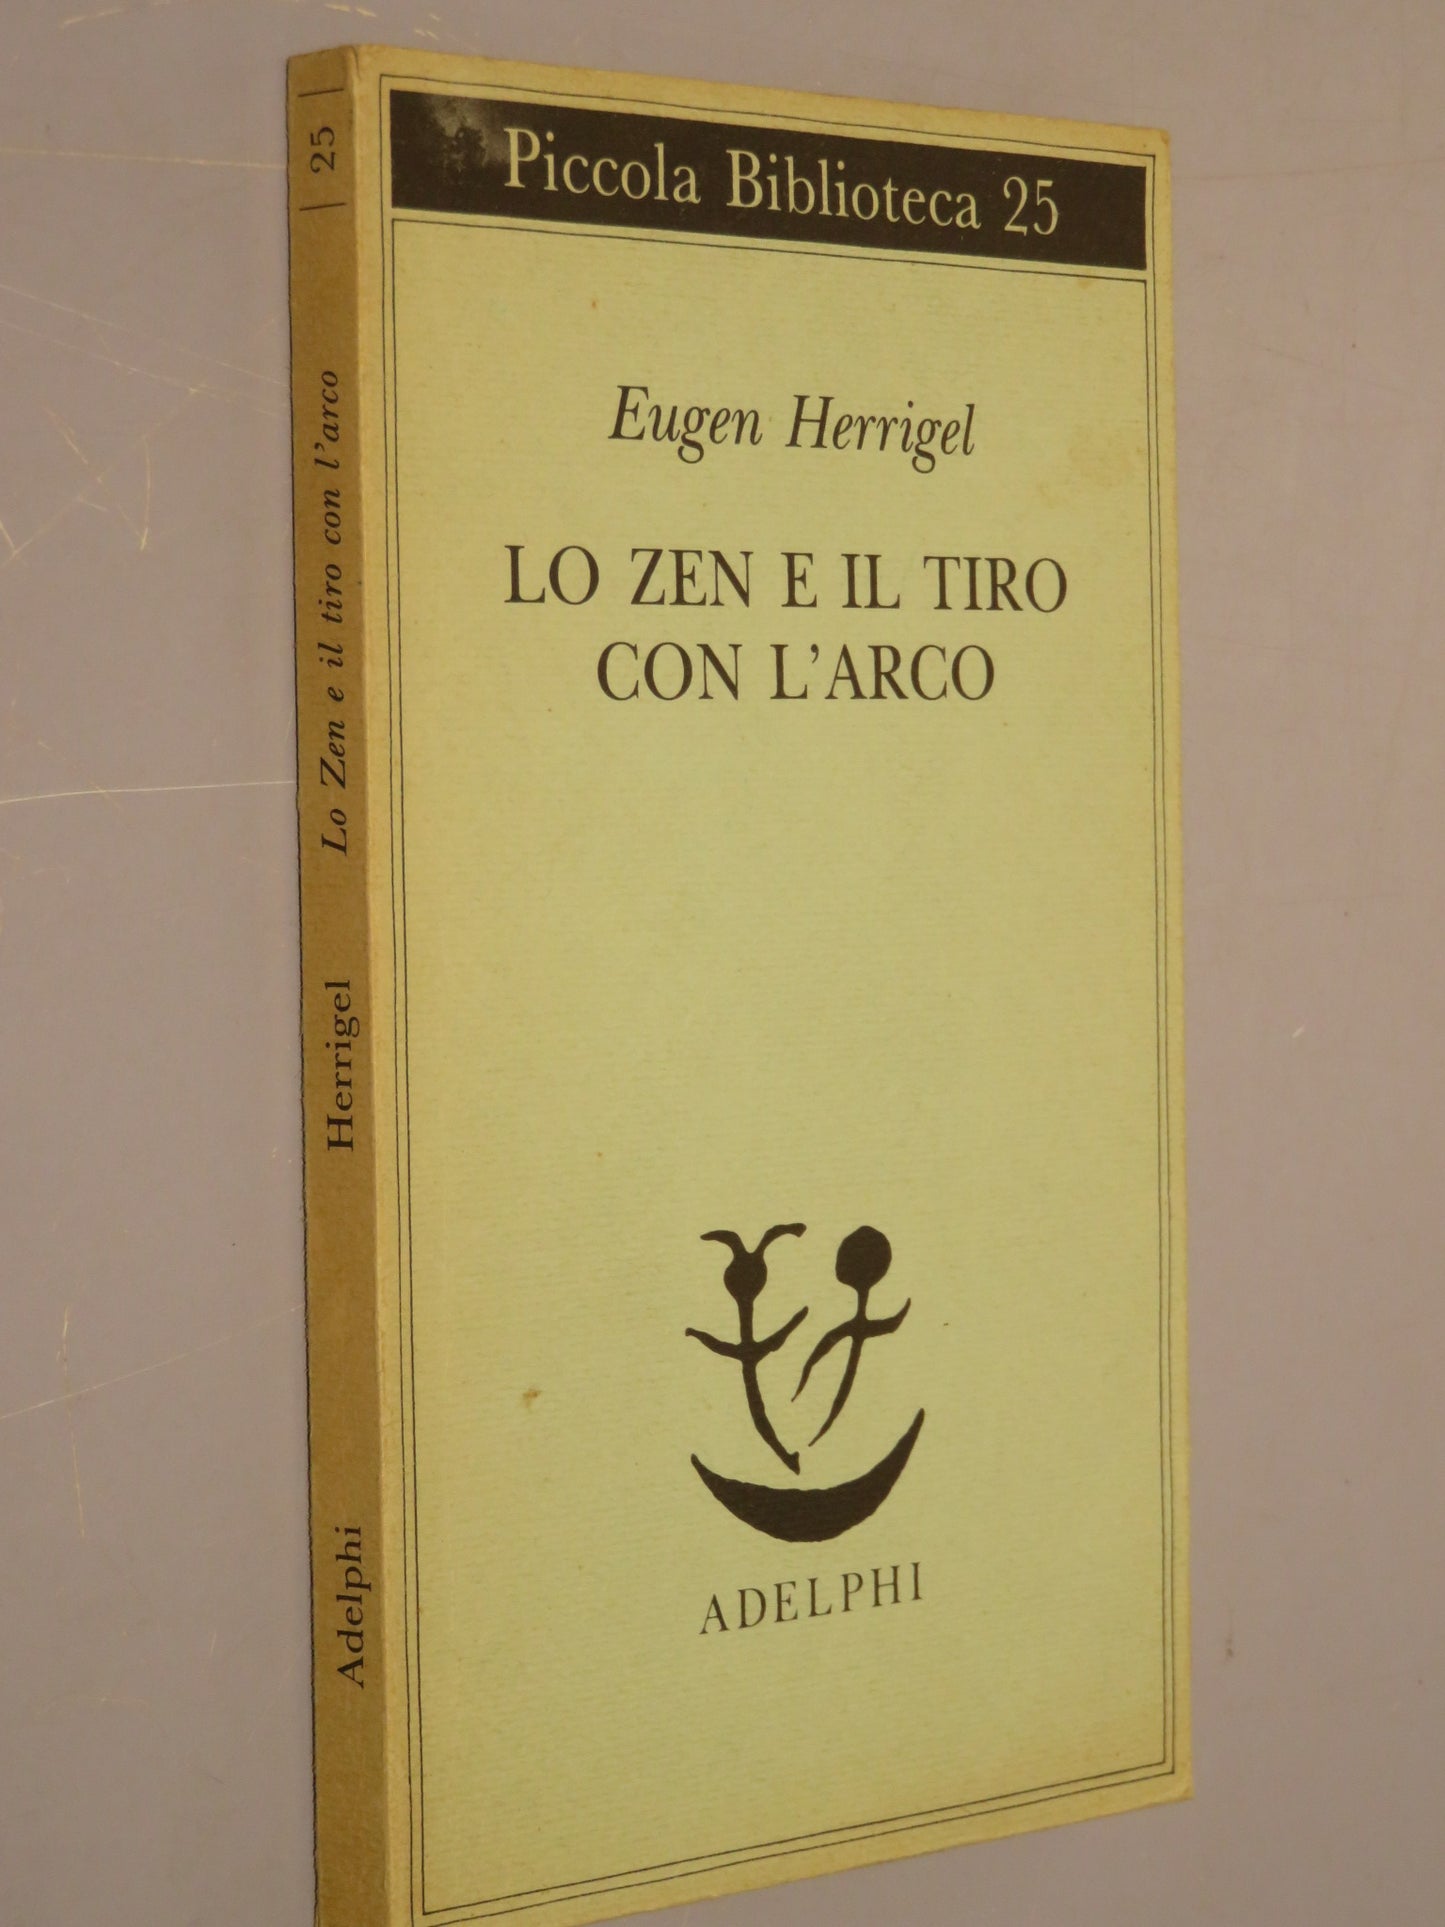 Piccola Biblioteca 25
Eugen Herrigel
LO ZEN E IL TIRO
CON L'ARCO
ADELPHI
Adelphi Herrigel Lo Zen e il tiro con l'arco 25